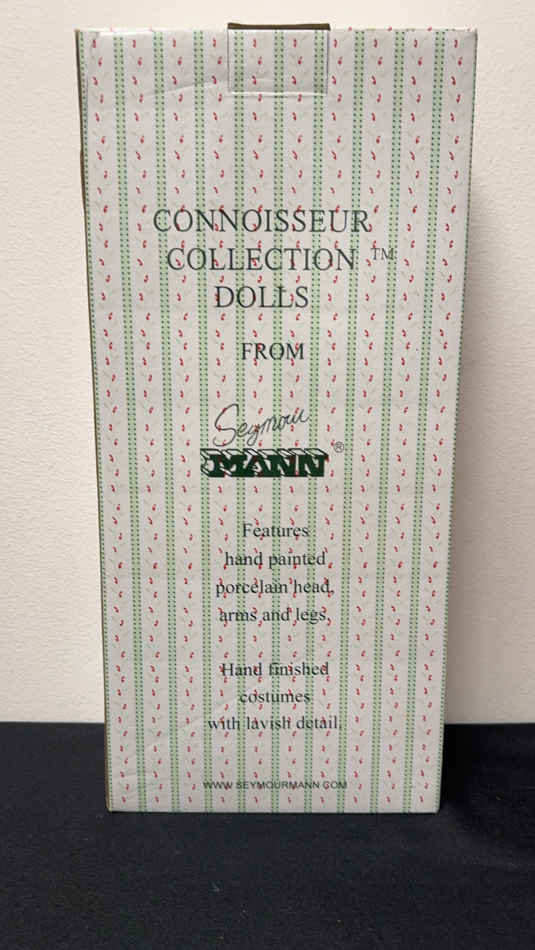 CONNOISSEUR
COLLECTION ™
DOLLS
FROM
Seymour
MANN ®
Features
hand painted
porcelain head,
arms and legs,
Hand finished
costumes
with lavish detail.
WWW.SEYMOURMANN.COM